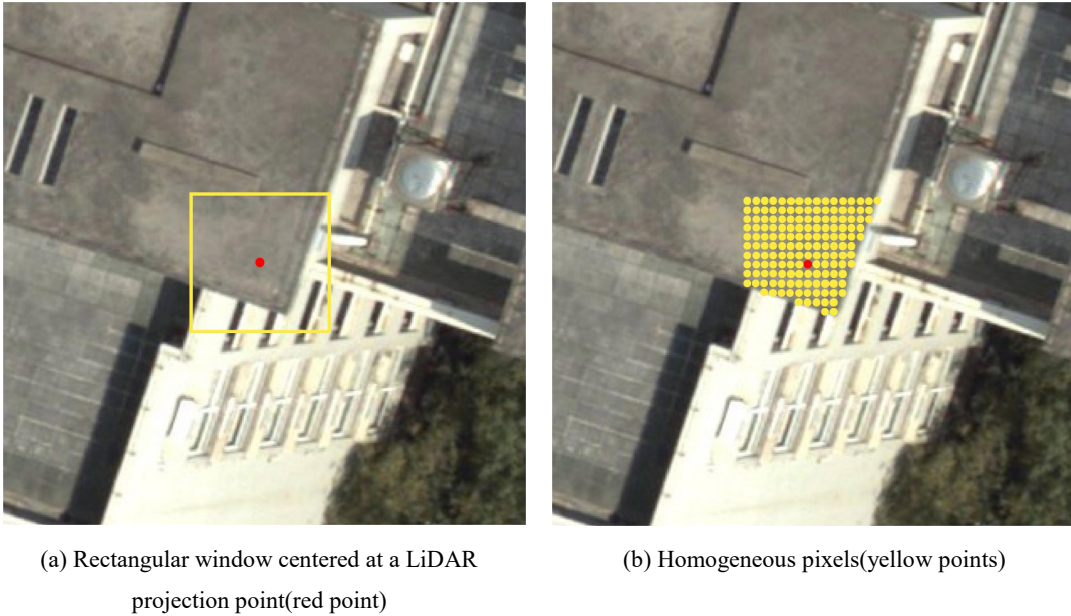 (a) Rectangular window centered at a LiDAR
projection point(red point)
(b) Homogeneous pixels(yellow points)